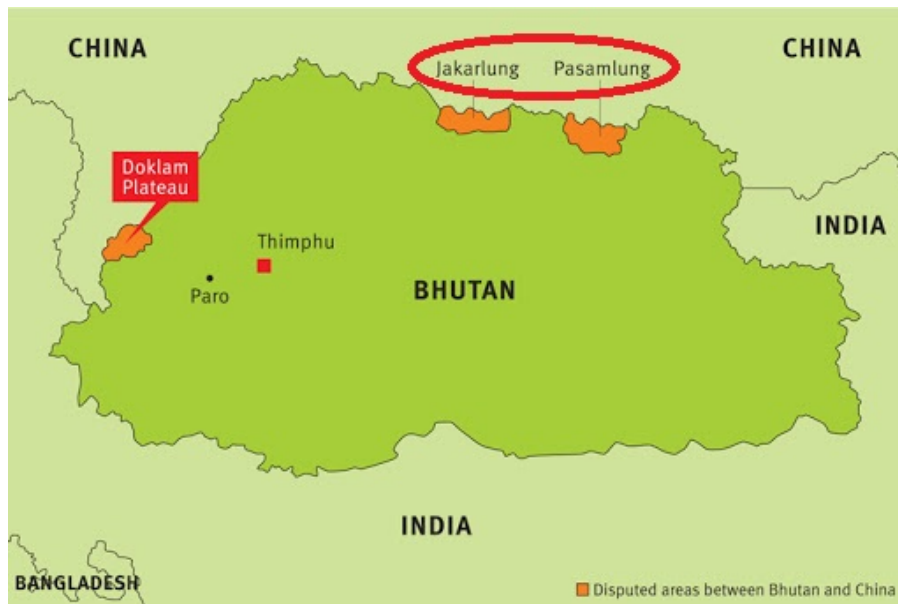 CHINA
CHINA
Jakarlung
Pasamlung
Doklam
Plateau
INDIA
Thimphu
Paro
BHUTAN
INDIA
BANGLADESH
Disputed areas between Bhutan and China